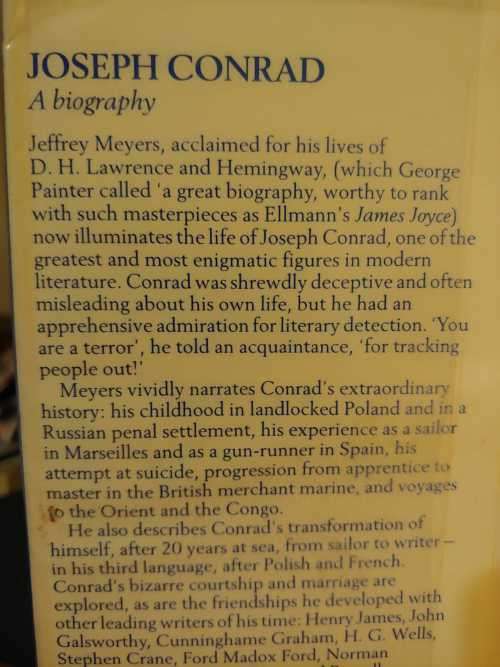 JOSEPH CONRAD
A biography
Jeffrey Meyers, acclaimed for his lives of
D. H. Lawrence and Hemingway, (which George
Painter called 'a great biography, worthy to rank
with such masterpieces as Ellmann's James Joyce)
now illuminates the life of Joseph Conrad, one of the
greatest and most enigmatic figures in modern
literature. Conrad was shrewdly deceptive and often
misleading about his own life, but he had an
apprehensive admiration for literary detection. 'You
are a terror', he told an acquaintance, 'for tracking
people out!'
Meyers vividly narrates Conrad's extraordinary
history: his childhood in landlocked Poland and in a
Russian penal settlement, his experience as a sailor
in Marseilles and as a gun-runner in Spain, his
attempt at suicide, progression from apprentice to
master in the British merchant marine, and voyages
to the Orient and the Congo.
He also describes Conrad's transformation of
himself, after 20 years at sea, from sailor to writer –
in his third language, after Polish and French.
Conrad's bizarre courtship and marriage are
explored, as are the friendships he developed with
other leading writers of his time: Henry James, John
Galsworthy, Cunninghame Graham, H. G. Wells,
Stephen Crane, Ford Madox Ford, Norman